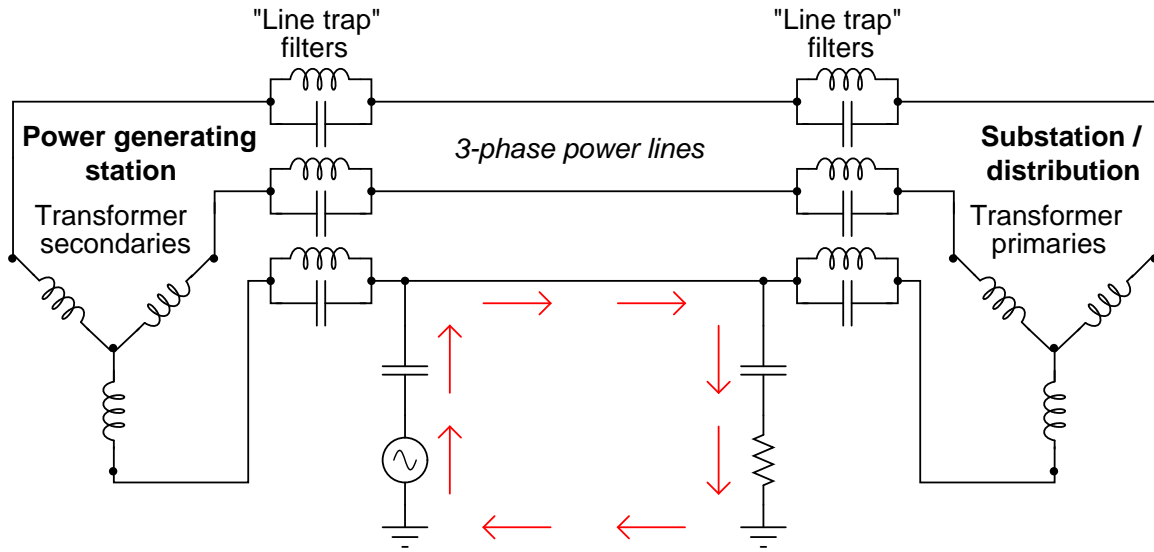 "Line trap"
filters
"Line trap"
filters
Power generating
station
3-phase power lines
Substation /
distribution
Transformer
secondaries
Transformer
primaries